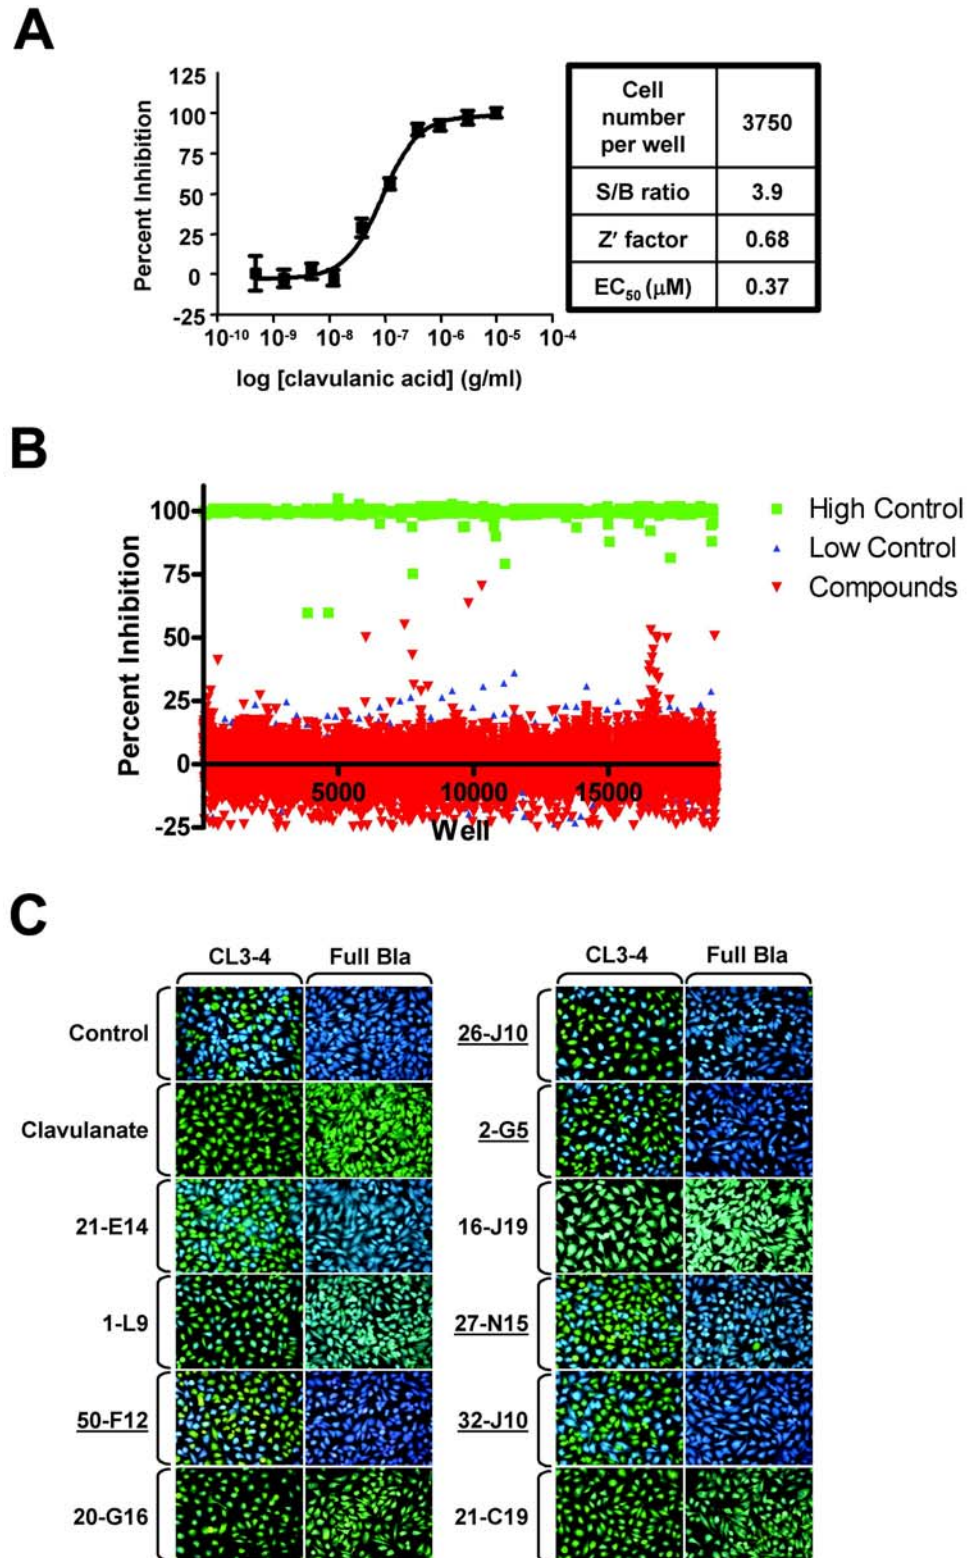 A
125
100
75
50
25
0
-25
Percent Inhibition
10-10 10-9 10-8 10-7 10-6 10-5 10-4
log [clavulanic acid] (g/ml)
Cell
number
per well
3750
S/B ratio 3.9
Z′ factor 0.68
EC50 (μM) 0.37
B
100
75
50
25
0
-25
Percent Inhibition
5000 10000 15000
Well
High Control
Low Control
Compounds
C
CL3-4 Full Bla
Control
Clavulanate
21-E14
1-L9
50-F12
20-G16
CL3-4 Full Bla
26-J10
2-G5
16-J19
27-N15
32-J10
21-C19